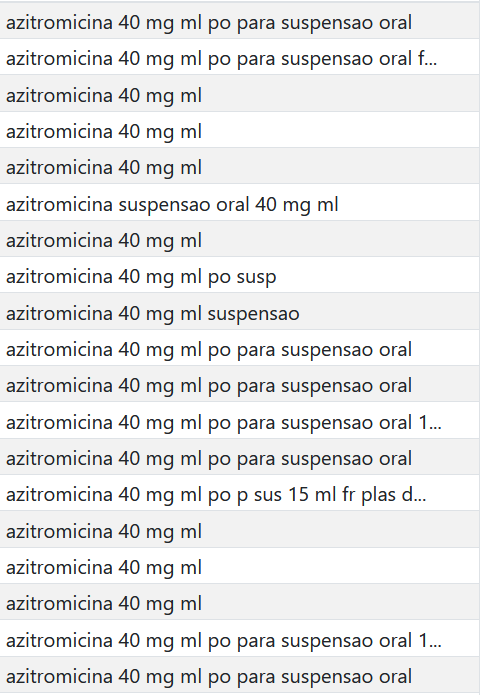 azitromicina 40 mg ml po para suspensao oral
azitromicina 40 mg ml po para suspensao oral f...
azitromicina 40 mg ml
azitromicina 40 mg ml
azitromicina 40 mg ml
azitromicina suspensao oral 40 mg ml
azitromicina 40 mg ml
azitromicina 40 mg ml po susp
azitromicina 40 mg ml suspensao
azitromicina 40 mg ml po para suspensao oral
azitromicina 40 mg ml po para suspensao oral
azitromicina 40 mg ml po para suspensao oral 1...
azitromicina 40 mg ml po para suspensao oral
azitromicina 40 mg ml po p sus 15 ml fr plas d...
azitromicina 40 mg ml
azitromicina 40 mg ml
azitromicina 40 mg ml
azitromicina 40 mg ml po para suspensao oral 1...
azitromicina 40 mg ml po para suspensao oral